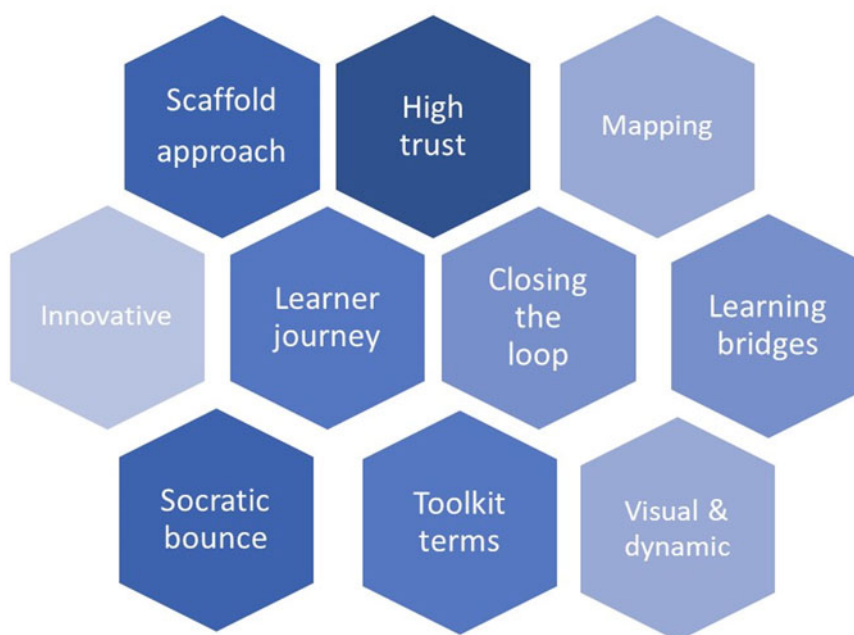 Scaffold
approach
High
trust
Mapping
Innovative
Learner
journey
Closing
the
loop
Learning
bridges
Socratic
bounce
Toolkit
terms
Visual &
dynamic